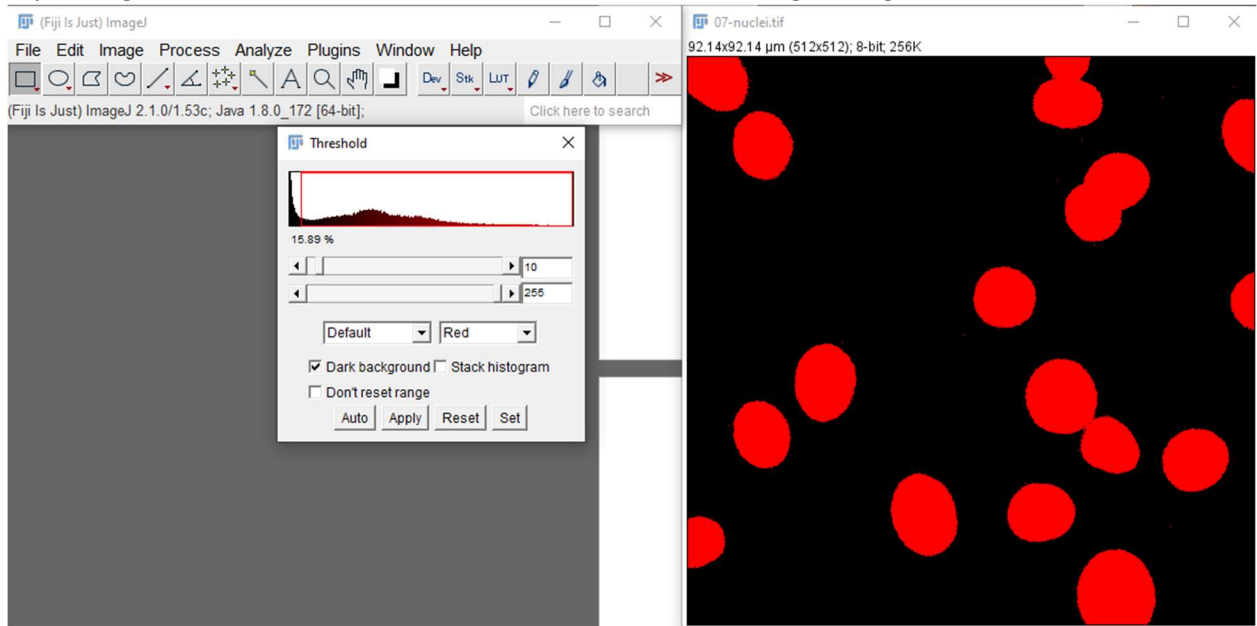 (Fiji Is Just) ImageJ
File Edit Image Process Analyze Plugins Window Help
Dev Stk LUT
(Fiji Is Just) ImageJ 2.1.0/1.53c; Java 1.8.0_172 [64-bit];
Click here to search
Threshold
15.89 %
10
255
Default
Red
Dark background
Stack histogram
Don't reset range
Auto Apply Reset Set
07-nuclei.tif
92.14x92.14 µm (512x512); 8-bit; 256K